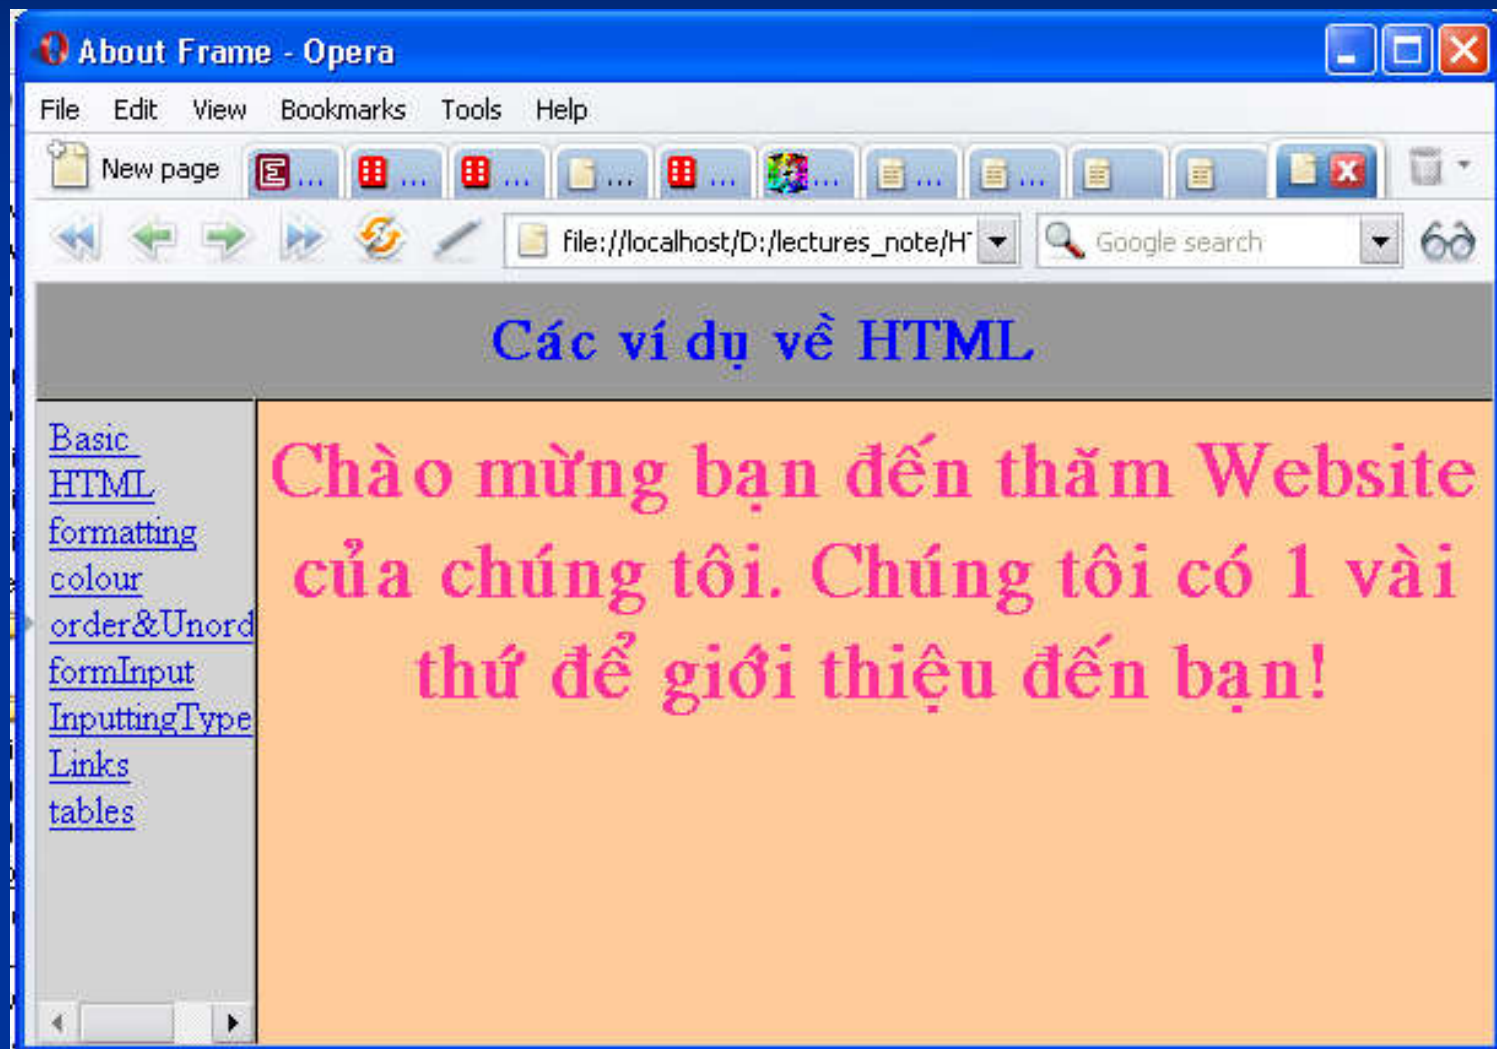 About Frame - Opera
File Edit View Bookmarks Tools Help
New page ... ... ... ... ... ... ... ...
file://localhost/D:/lectures_note/H Google search
Các ví dụ về HTML
Basic
HTML
formatting
colour
order&Unord
formInput
InputtingType
Links
tables
Chào mừng bạn đến thăm Website
của chúng tôi. Chúng tôi có 1 vài
thứ để giới thiệu đến bạn!